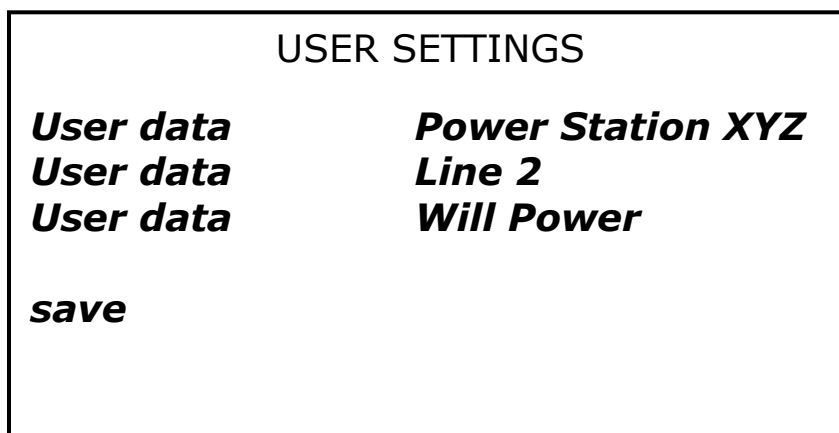 USER SETTINGS
User data Power Station XYZ
User data Line 2
User data Will Power
save